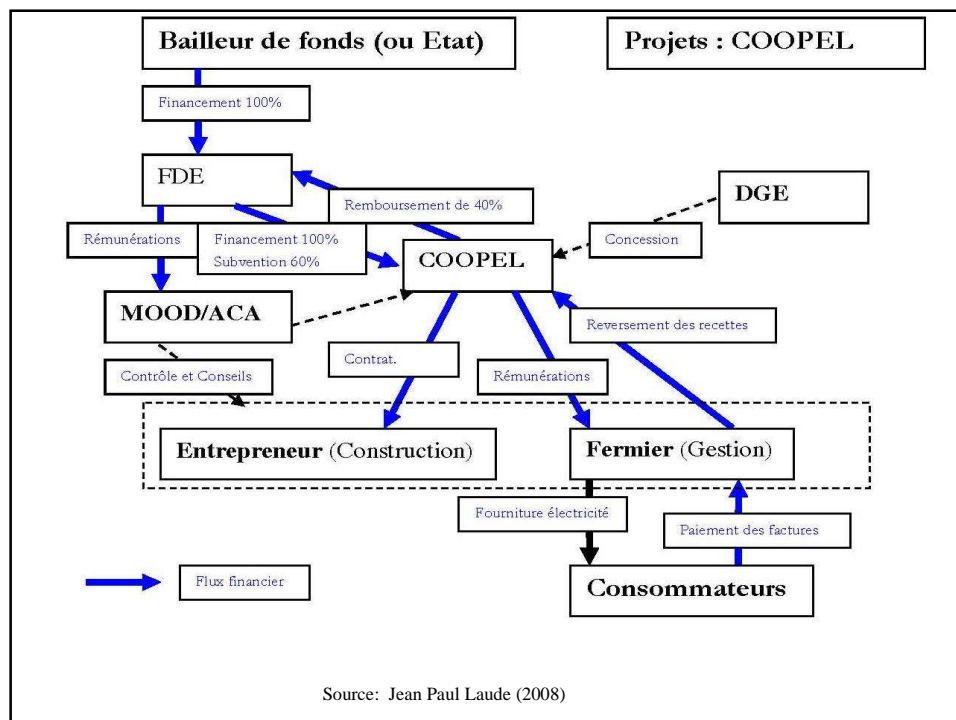 Bailleur de fonds (ou Etat)
Projets : COOPEL
Financement 100%
FDE
Remboursement de 40%
DGE
Rémunérations
Financement 100%
Subvention 60%
Concession
COOPEL
MOOD/ACA
Reversement des recettes
Contrat.
Contrôle et Conseils
Rémunérations
Entrepreneur (Construction)
Fermier (Gestion)
Fourniture électricité
Paiement des factures
Flux financier
Consommateurs
Source: Jean Paul Laude (2008)